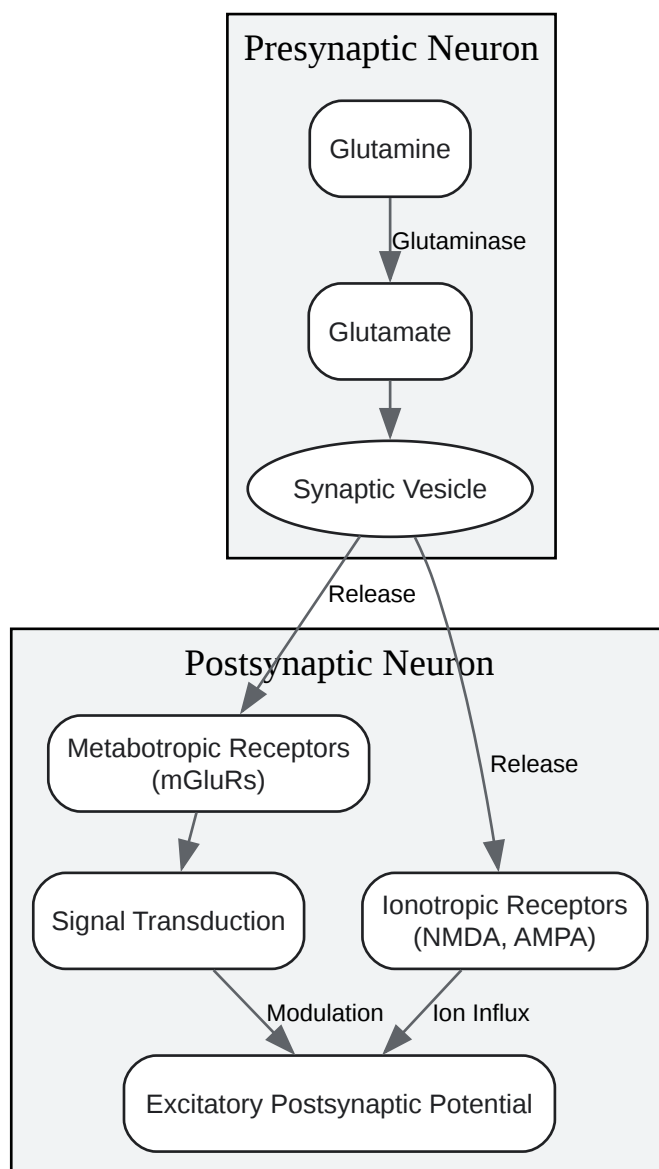 Presynaptic Neuron
Glutamine
Glutaminase
Glutamate
Synaptic Vesicle
Release
Postsynaptic Neuron
Metabotropic Receptors
(mGluRs)
Release
Signal Transduction
Ionotropic Receptors
(NMDA, AMPA)
Modulation
Ion Influx
Excitatory Postsynaptic Potential